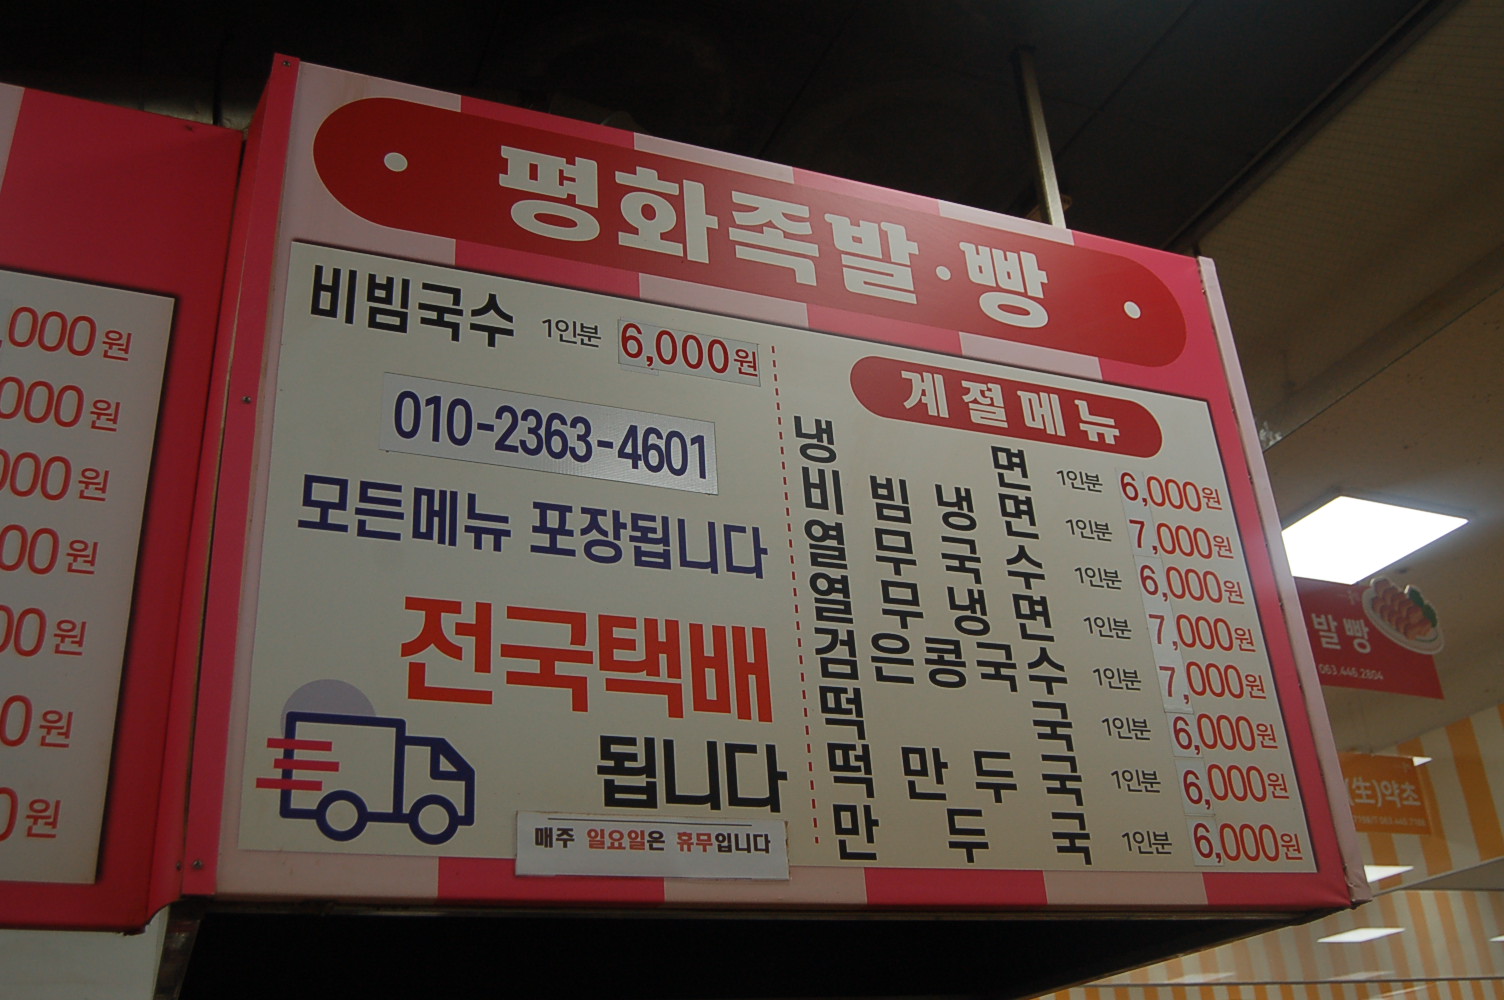 평화족발·빵
비빔국수 1인분 6,000원
010-2363-4601
모든메뉴 포장됩니다
전국택배
됩니다
매주 일요일은 휴무입니다
계절메뉴
냉면 1인분 6,000원
비빔냉면 1인분 7,000원
열무국수 1인분 6,000원
열무냉면 1인분 7,000원
검은콩국수 1인분 7,000원
떡국 1인분 6,000원
떡만두국 1인분 6,000원
만두국 1인분 6,000원
,000원
000원
000원
00원
00원
0원
0원
발빵
063.446.2804
(生)약초